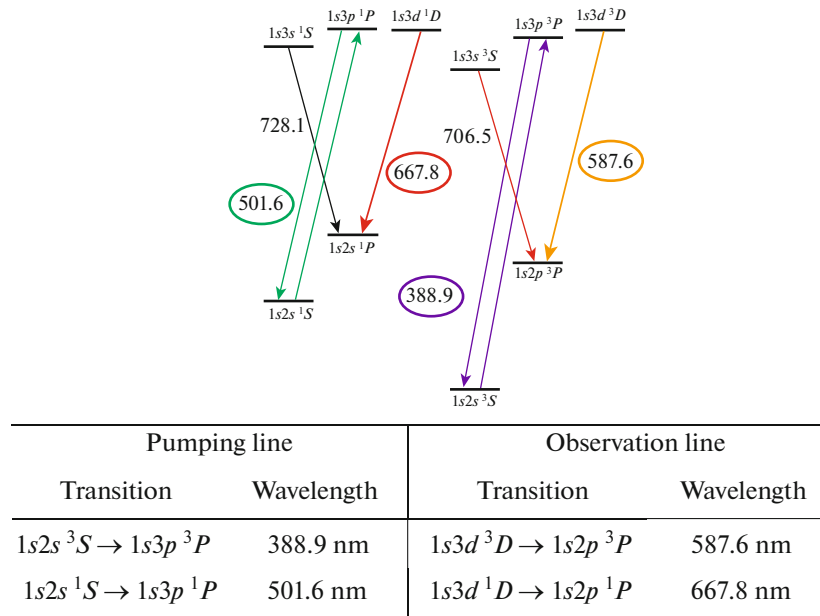 1s3s ¹S
1s3p ¹P
1s3d ¹D
1s3s ³S
1s3p ³P
1s3d ³D
728.1
667.8
501.6
706.5
587.6
388.9
1s2s ¹P
1s2s ¹S
1s2p ³P
1s2s ³S
Pumping line Observation line
Transition Wavelength Transition Wavelength
1s2s ³S → 1s3p ³P 388.9 nm 1s3d ³D → 1s2p ³P 587.6 nm
1s2s ¹S → 1s3p ¹P 501.6 nm 1s3d ¹D → 1s2p ¹P 667.8 nm